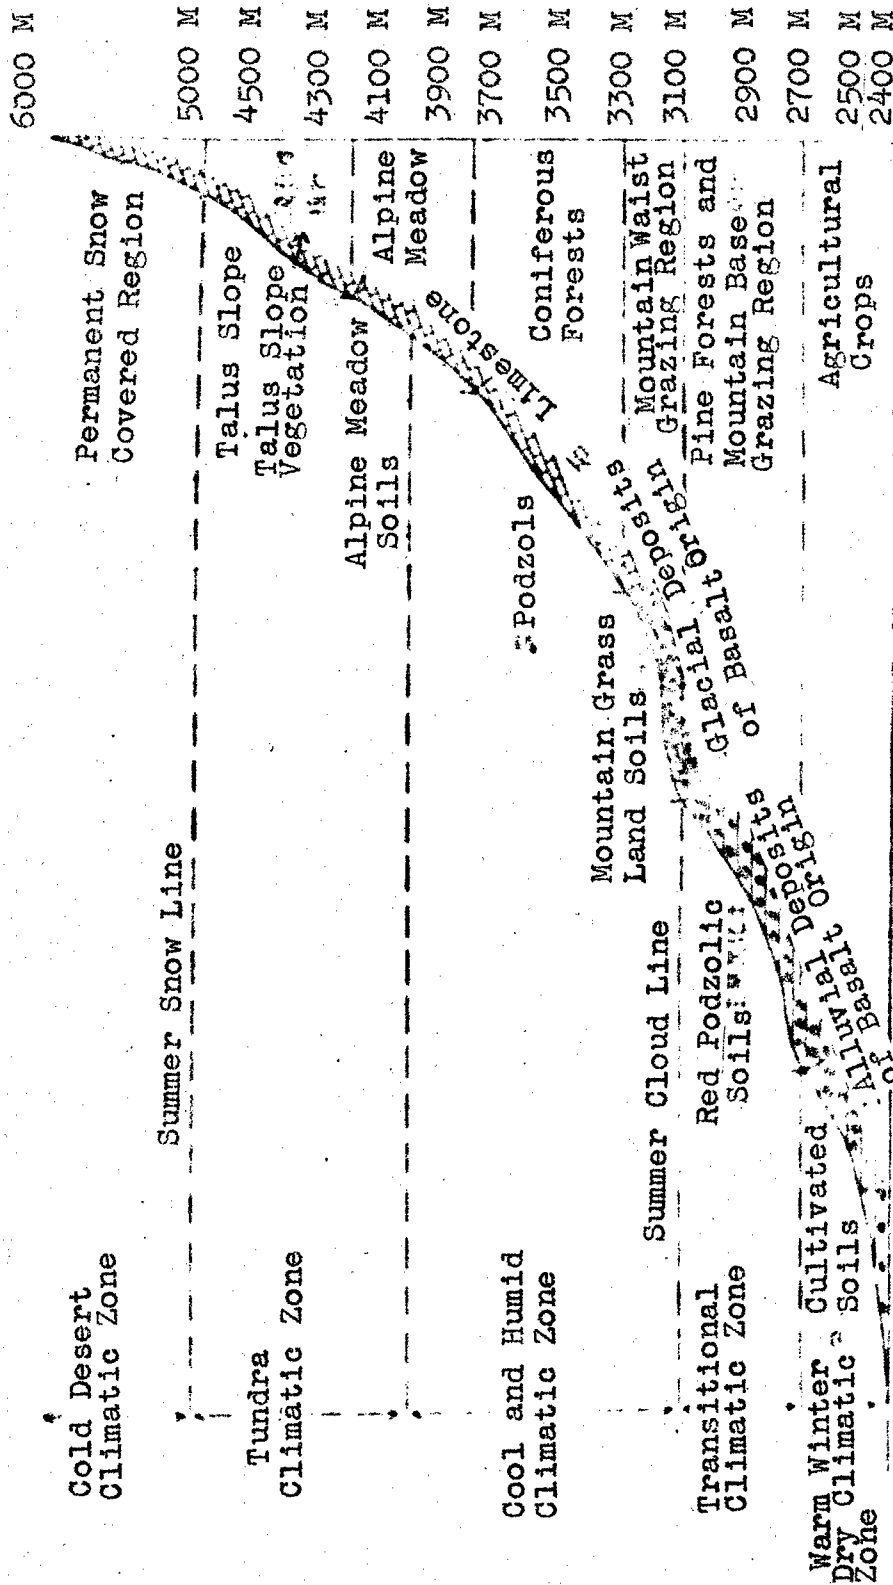 6000 M
5000 M
4500 M
4300 M
4100 M
3900 M
3700 M
3500 M
3300 M
3100 M
2900 M
2700 M
2500 M
2400 M
Cold Desert
Climatic Zone
Permanent Snow
Covered Region
Summer Snow Line
Tundra
Climatic Zone
Talus Slope
Talus Slope
Vegetation
Alpine Meadow
Soils
Alpine
Meadow
Cool and Humid
Climatic Zone
Podzols
Limestone
Coniferous
Forests
Mountain Grass
Land Soils
Mountain Waist
Grazing Region
Summer Cloud Line
Transitional
Climatic Zone
Red Podzolic
Soils
Glacial Deposits
of Basalt Origin
Pine Forests and
Mountain Base
Grazing Region
Warm Winter
Dry Climatic
Zone
Cultivated
Soils
Alluvial Deposits
of Basalt Origin
Agricultural
Crops